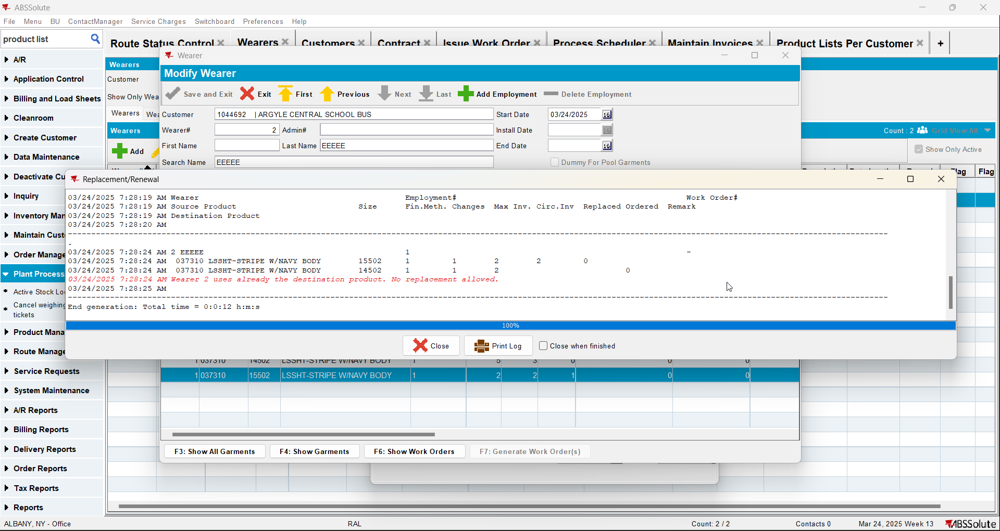 ABSSolute
File Menu BU ContactManager Service Charges Switchboard Preferences Help
product list
Route Status Control Wearers Customers Contract Issue Work Order Process Scheduler Maintain Invoices Product Lists Per Customer +
A/R
Application Control
Billing and Load Sheets
Cleanroom
Create Customer
Data Maintenance
Deactivate Cu
Inquiry
Inventory Man
Maintain Cust
Order Manage
Plant Process
Active Stock Lo
Cancel weighing
tickets
Product Mana
Route Manage
Service Requests
System Maintenance
A/R Reports
Billing Reports
Delivery Reports
Order Reports
Tax Reports
Reports
Wearers
Customer
Show Only Wea
Wearers Wea
Wearers
Count : 2 Grid View All
Add
Show Only Active
Flag Flag
Wearer
Modify Wearer
Save and Exit Exit First Previous Next Last Add Employment Delete Employment
Customer 1044692 | ARGYLE CENTRAL SCHOOL BUS Start Date 03/24/2025 16
Wearer# 2 Admin# Install Date 16
First Name Last Name EEEEE End Date 16
Search Name EEEEE Dummy For Pool Garments
Replacement/Renewal
03/24/2025 7:28:19 AM Wearer Employment# Work Order#
03/24/2025 7:28:19 AM Source Product Size Fin.Meth. Changes Max Inv. Circ.Inv Replaced Ordered Remark
03/24/2025 7:28:19 AM Destination Product
03/24/2025 7:28:20 AM
.
03/24/2025 7:28:24 AM 2 EEEEE 1 -
03/24/2025 7:28:24 AM 037310 LSSHT-STRIPE W/NAVY BODY 15502 1 1 2 2 0
03/24/2025 7:28:24 AM 037310 LSSHT-STRIPE W/NAVY BODY 14502 1 1 2 0
03/24/2025 7:28:24 AM Wearer 2 uses already the destination product. No replacement allowed.
03/24/2025 7:28:25 AM
End generation: Total time = 0:0:12 h:m:s
100%
Close Print Log Close when finished
1 037310 14502 LSSHT-STRIPE W/NAVY BODY 1 5 3 0 0 0
1 037310 15502 LSSHT-STRIPE W/NAVY BODY 1 2 2 1 0 0
F3: Show All Garments F4: Show Garments F6: Show Work Orders F7: Generate Work Order(s)
ALBANY, NY - Office RAL Count: 2 / 2 Contacts 0 Mar 24, 2025 Week 13 ABSSolute